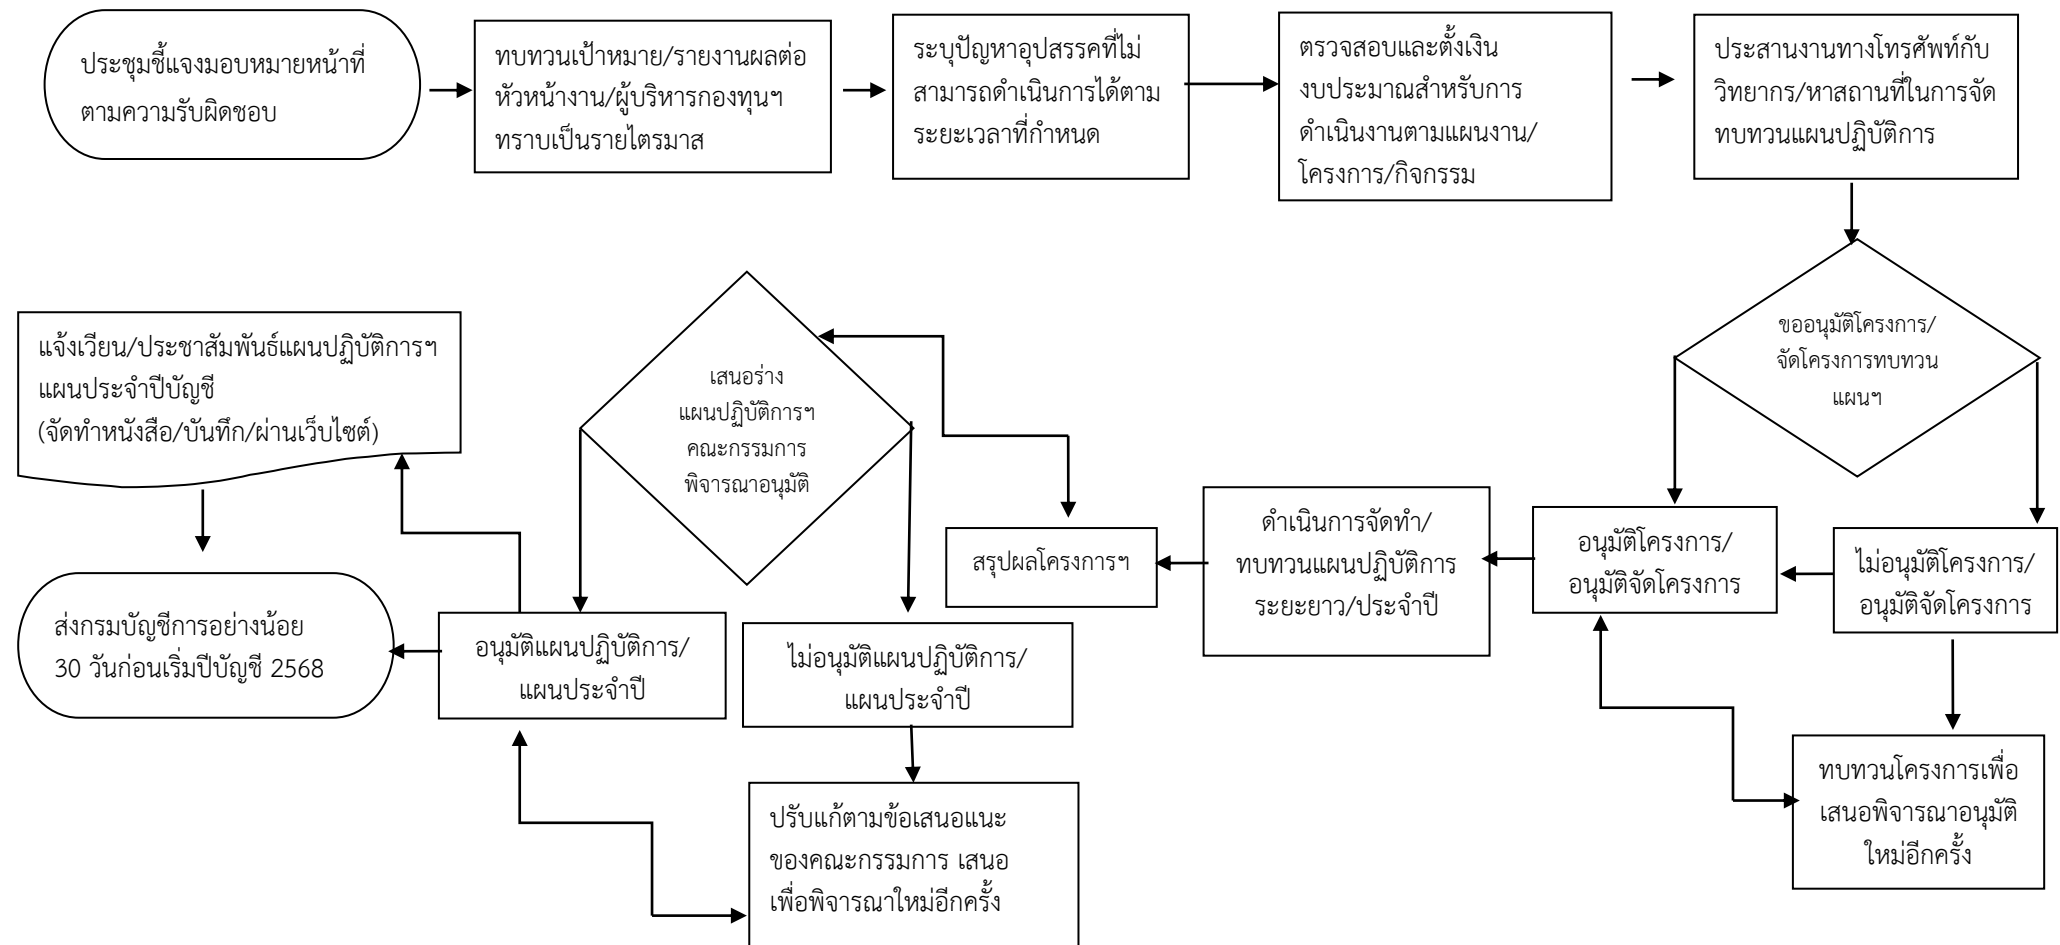 ประชุมชี้แจงมอบหมายหน้าที่
ตามความรับผิดชอบ
ทบทวนเป้าหมาย/รายงานผลต่อ
หัวหน้างาน/ผู้บริหารกองทุนฯ
ทราบเป็นรายไตรมาส
ระบุปัญหาอุปสรรคที่ไม่
สามารถดำเนินการได้ตาม
ระยะเวลาที่กำหนด
ตรวจสอบและตั้งเงิน
งบประมาณสำหรับการ
ดำเนินงานตามแผนงาน/
โครงการ/กิจกรรม
ประสานงานทางโทรศัพท์กับ
วิทยากร/หาสถานที่ในการจัด
ทบทวนแผนปฏิบัติการ
ขออนุมัติโครงการ/
จัดโครงการทบทวน
แผนฯ
อนุมัติโครงการ/
อนุมัติจัดโครงการ
ไม่อนุมัติโครงการ/
อนุมัติจัดโครงการ
ทบทวนโครงการเพื่อ
เสนอพิจารณาอนุมัติ
ใหม่อีกครั้ง
ดำเนินการจัดทำ/
ทบทวนแผนปฏิบัติการ
ระยะยาว/ประจำปี
สรุปผลโครงการฯ
เสนอร่าง
แผนปฏิบัติการฯ
คณะกรรมการ
พิจารณาอนุมัติ
อนุมัติแผนปฏิบัติการ/
แผนประจำปี
ไม่อนุมัติแผนปฏิบัติการ/
แผนประจำปี
ปรับแก้ตามข้อเสนอแนะ
ของคณะกรรมการ เสนอ
เพื่อพิจารณาใหม่อีกครั้ง
แจ้งเวียน/ประชาสัมพันธ์แผนปฏิบัติการฯ
แผนประจำปีบัญชี
(จัดทำหนังสือ/บันทึก/ผ่านเว็บไซต์)
ส่งกรมบัญชีการอย่างน้อย
30 วันก่อนเริ่มปีบัญชี 2568